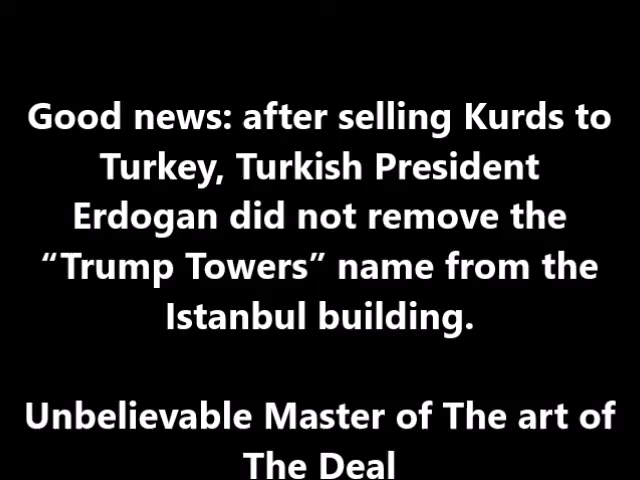 Good news: after selling Kurds to
Turkey, Turkish President
Erdogan did not remove the
“Trump Towers” name from the
Istanbul building.
Unbelievable Master of The art of
The Deal